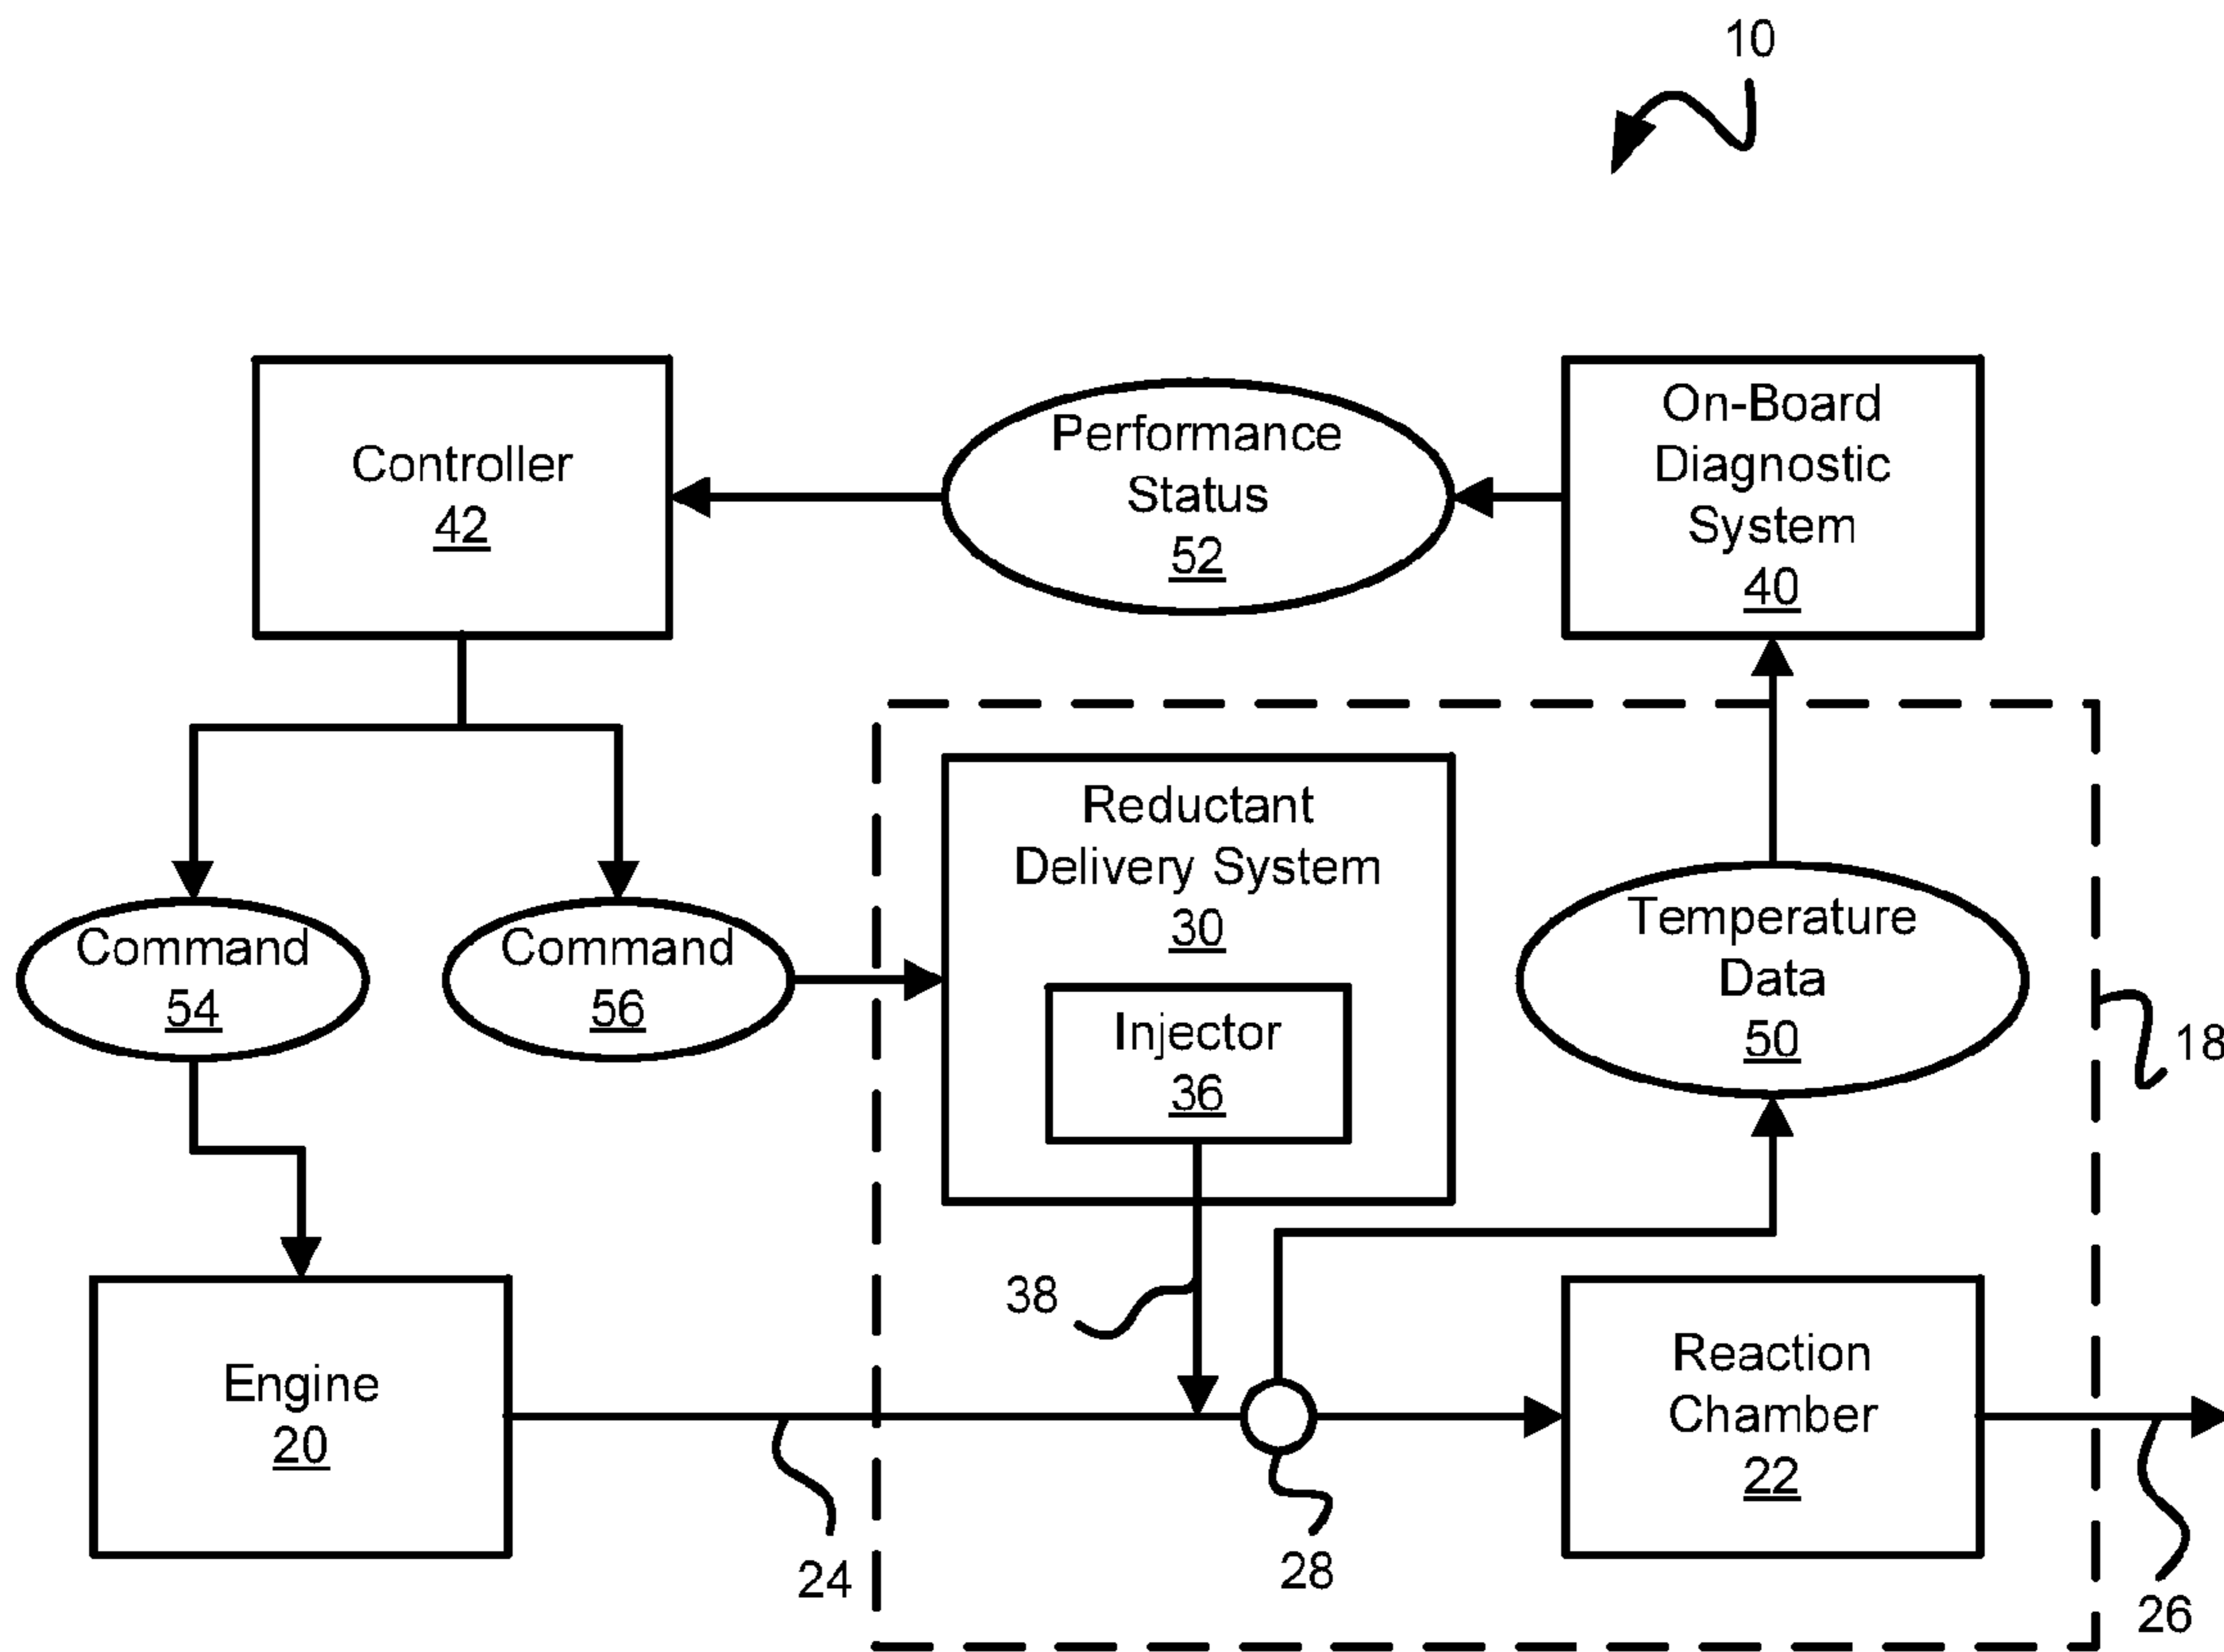 10
Controller
42
Performance
Status
52
On-Board
Diagnostic
System
40
Reductant
Delivery System
30
Injector
36
Command
54
Command
56
Temperature
Data
50
18
38
Engine
20
Reaction
Chamber
22
24
28
26